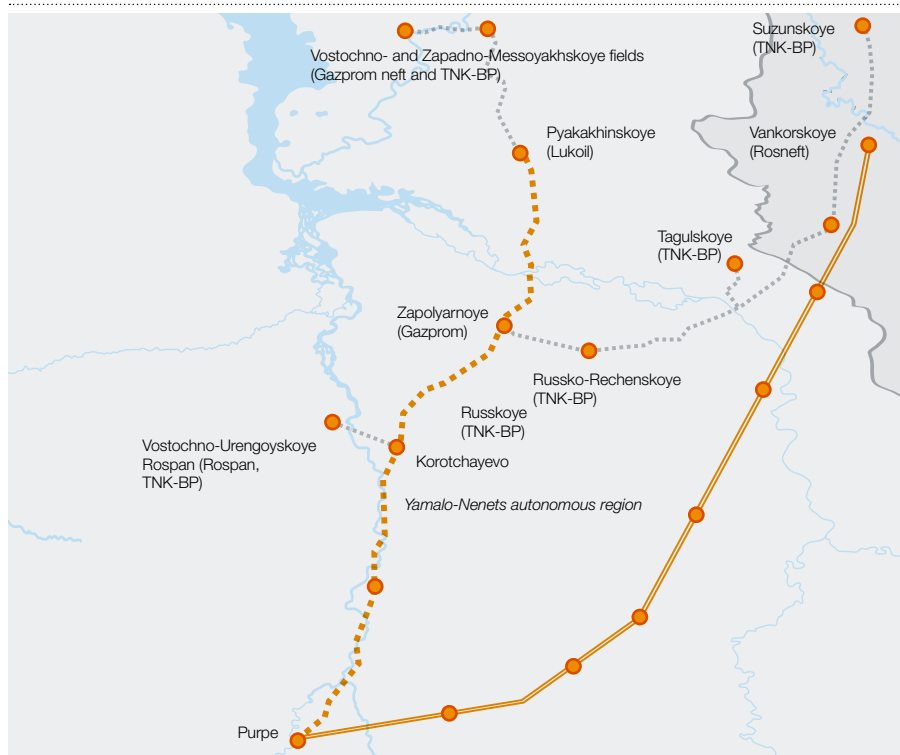 Suzunskoye
(TNK-BP)
Vostochno- and Zapadno-Messoyakhskoye fields
(Gazprom neft and TNK-BP)
Pyakakhinskoye
(Lukoil)
Vankorskoye
(Rosneft)
Tagulskoye
(TNK-BP)
Zapolyarnoye
(Gazprom)
Russko-Rechenskoye
(TNK-BP)
Russkoye
(TNK-BP)
Vostochno-Urengoyskoye
Rospan (Rospan,
TNK-BP)
Korotchayevo
Yamalo-Nenets autonomous region
Purpe